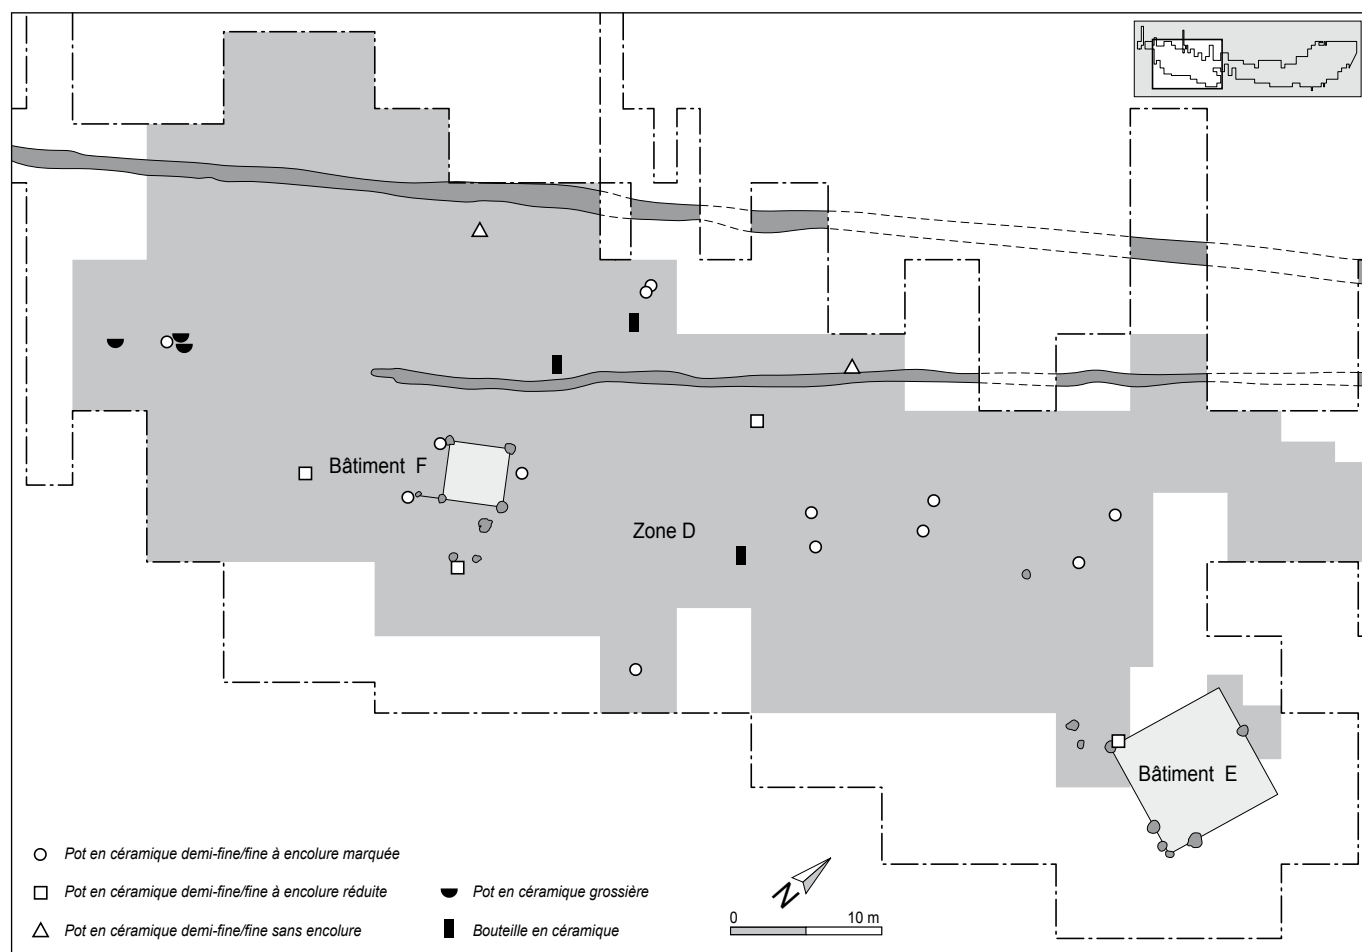 Bâtiment F
Zone D
Bâtiment E
Pot en céramique demi-fine/fine à encolure marquée
Pot en céramique demi-fine/fine à encolure réduite
Pot en céramique demi-fine/fine sans encolure
Pot en céramique grossière
Bouteille en céramique
N
0 10 m